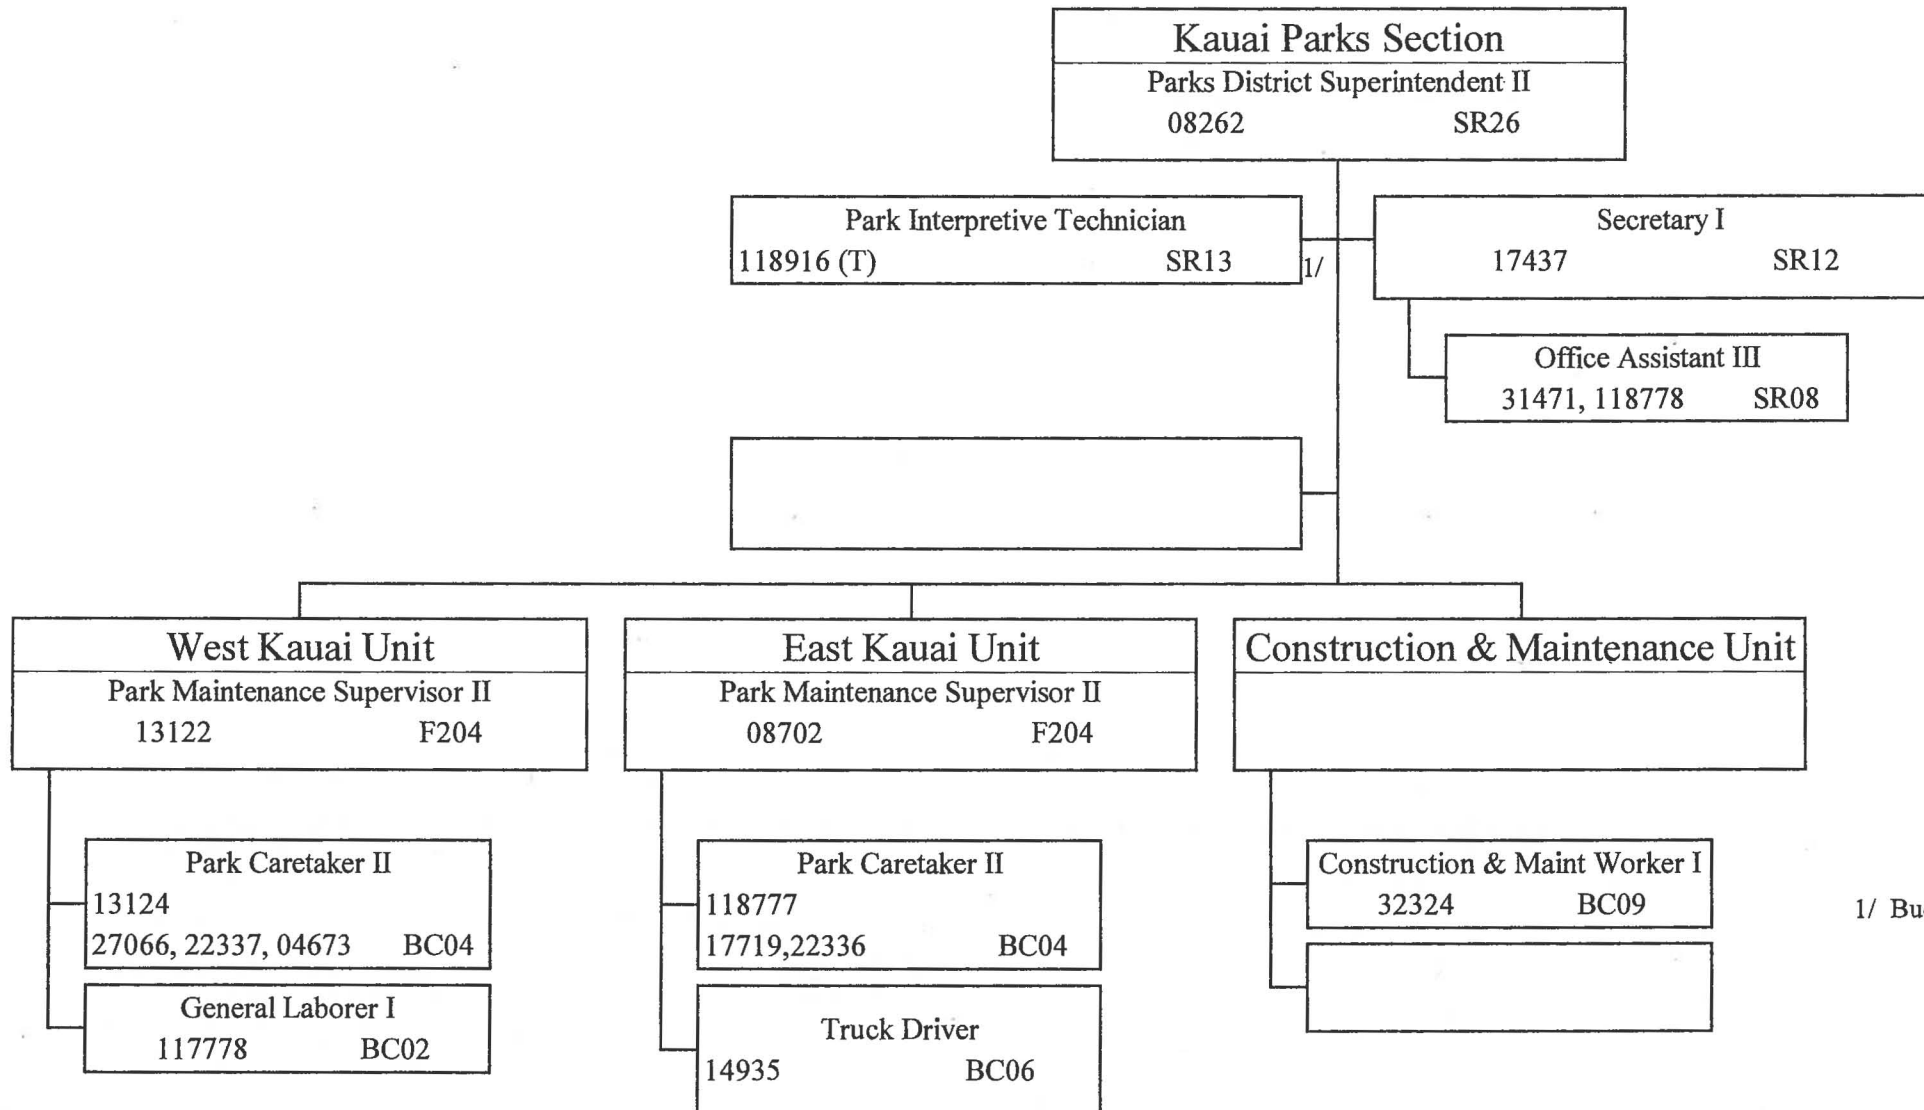 Kauai Parks Section
Parks District Superintendent II
08262 SR26
Park Interpretive Technician
118916 (T) SR13
1/
Secretary I
17437 SR12
Office Assistant III
31471, 118778 SR08
West Kauai Unit
Park Maintenance Supervisor II
13122 F204
East Kauai Unit
Park Maintenance Supervisor II
08702 F204
Construction & Maintenance Unit
Park Caretaker II
13124
27066, 22337, 04673 BC04
General Laborer I
117778 BC02
Park Caretaker II
118777
17719,22336 BC04
Truck Driver
14935 BC06
Construction & Maint Worker I
32324 BC09
1/ Bu